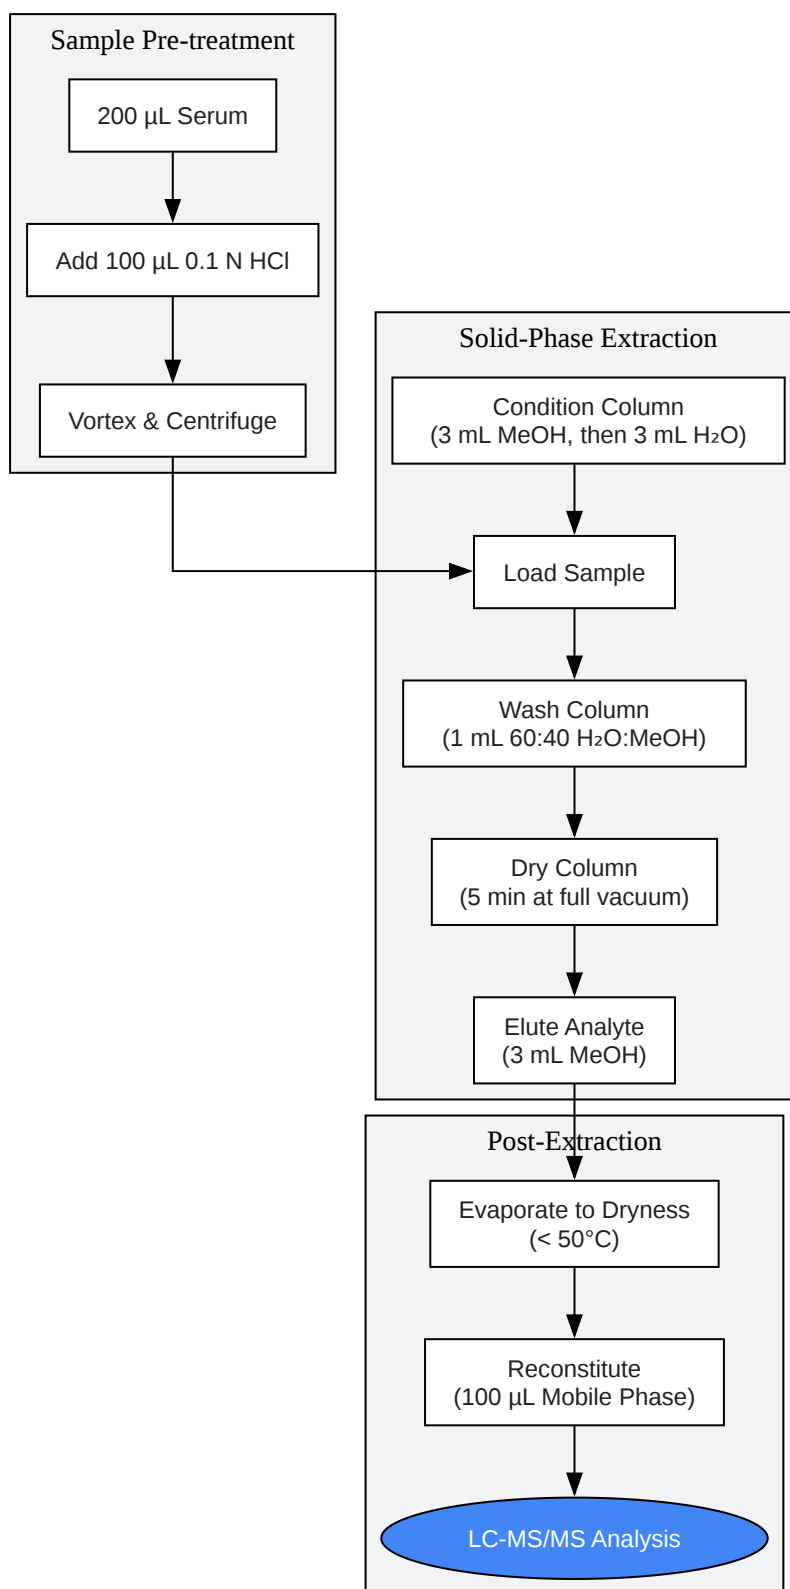 Sample Pre-treatment
200 µL Serum
Add 100 µL 0.1 N HCl
Vortex & Centrifuge
Solid-Phase Extraction
Condition Column
(3 mL MeOH, then 3 mL H₂O)
Load Sample
Wash Column
(1 mL 60:40 H₂O:MeOH)
Dry Column
(5 min at full vacuum)
Elute Analyte
(3 mL MeOH)
Post-Extraction
Evaporate to Dryness
(< 50°C)
Reconstitute
(100 µL Mobile Phase)
LC-MS/MS Analysis